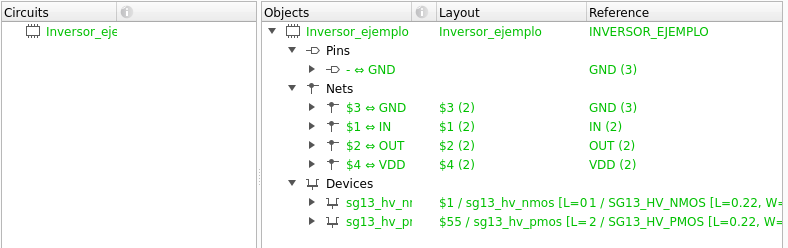 Circuits
Inversor_eje
Objects Layout Reference
Inversor_ejemplo Inversor_ejemplo INVERSOR_EJEMPLO
Pins
- ⇔ GND GND (3)
Nets
$3 ⇔ GND $3 (2) GND (3)
$1 ⇔ IN $1 (2) IN (2)
$2 ⇔ OUT $2 (2) OUT (2)
$4 ⇔ VDD $4 (2) VDD (2)
Devices
sg13_hv_nr $1 / sg13_hv_nmos [L=0 1 / SG13_HV_NMOS [L=0.22, W=
sg13_hv_pr $55 / sg13_hv_pmos [L= 2 / SG13_HV_PMOS [L=0.22, W=